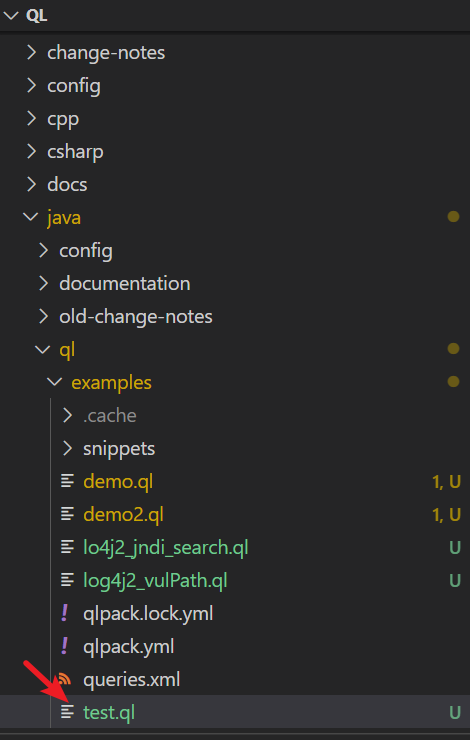 QL
change-notes
config
cpp
csharp
docs
java
config
documentation
old-change-notes
ql
examples
.cache
snippets
demo.ql 1, U
demo2.ql 1, U
lo4j2_jndi_search.ql U
log4j2_vulPath.ql U
! qlpack.lock.yml
! qlpack.yml
queries.xml
test.ql U